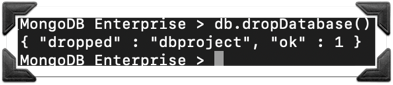 MongoDB Enterprise > db.dropDatabase()
{ "dropped" : "dbproject", "ok" : 1 }
MongoDB Enterprise >